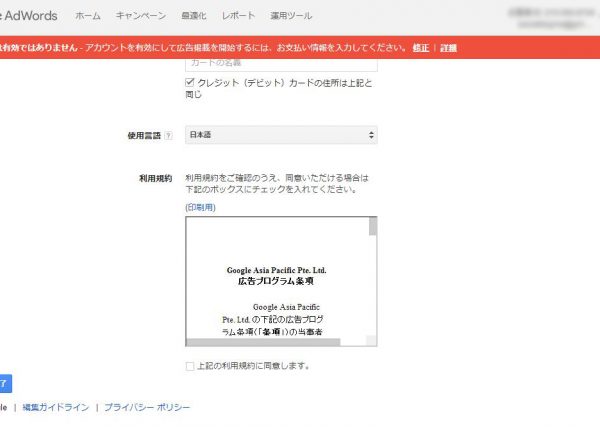 AdWords ホーム キャンペーン 最適化 レポート 運用ツール
有効ではありません - アカウントを有効にして広告掲載を開始するには、お支払い情報を入力してください。 修正 | 詳細
カードの名義
クレジット（デビット）カードの住所は上記と
同じ
使用言語 ? 日本語
利用規約 利用規約をご確認のうえ、同意いただける場合は
下記のボックスにチェックを入れてください。
(印刷用)
Google Asia Pacific Pte. Ltd.
広告プログラム条項
Google Asia Pacific
Pte. Ltd. の下記の広告プログ
ラム条項（「条項」）の当事者
上記の利用規約に同意します。
了
le | 編集ガイドライン | プライバシー ポリシー